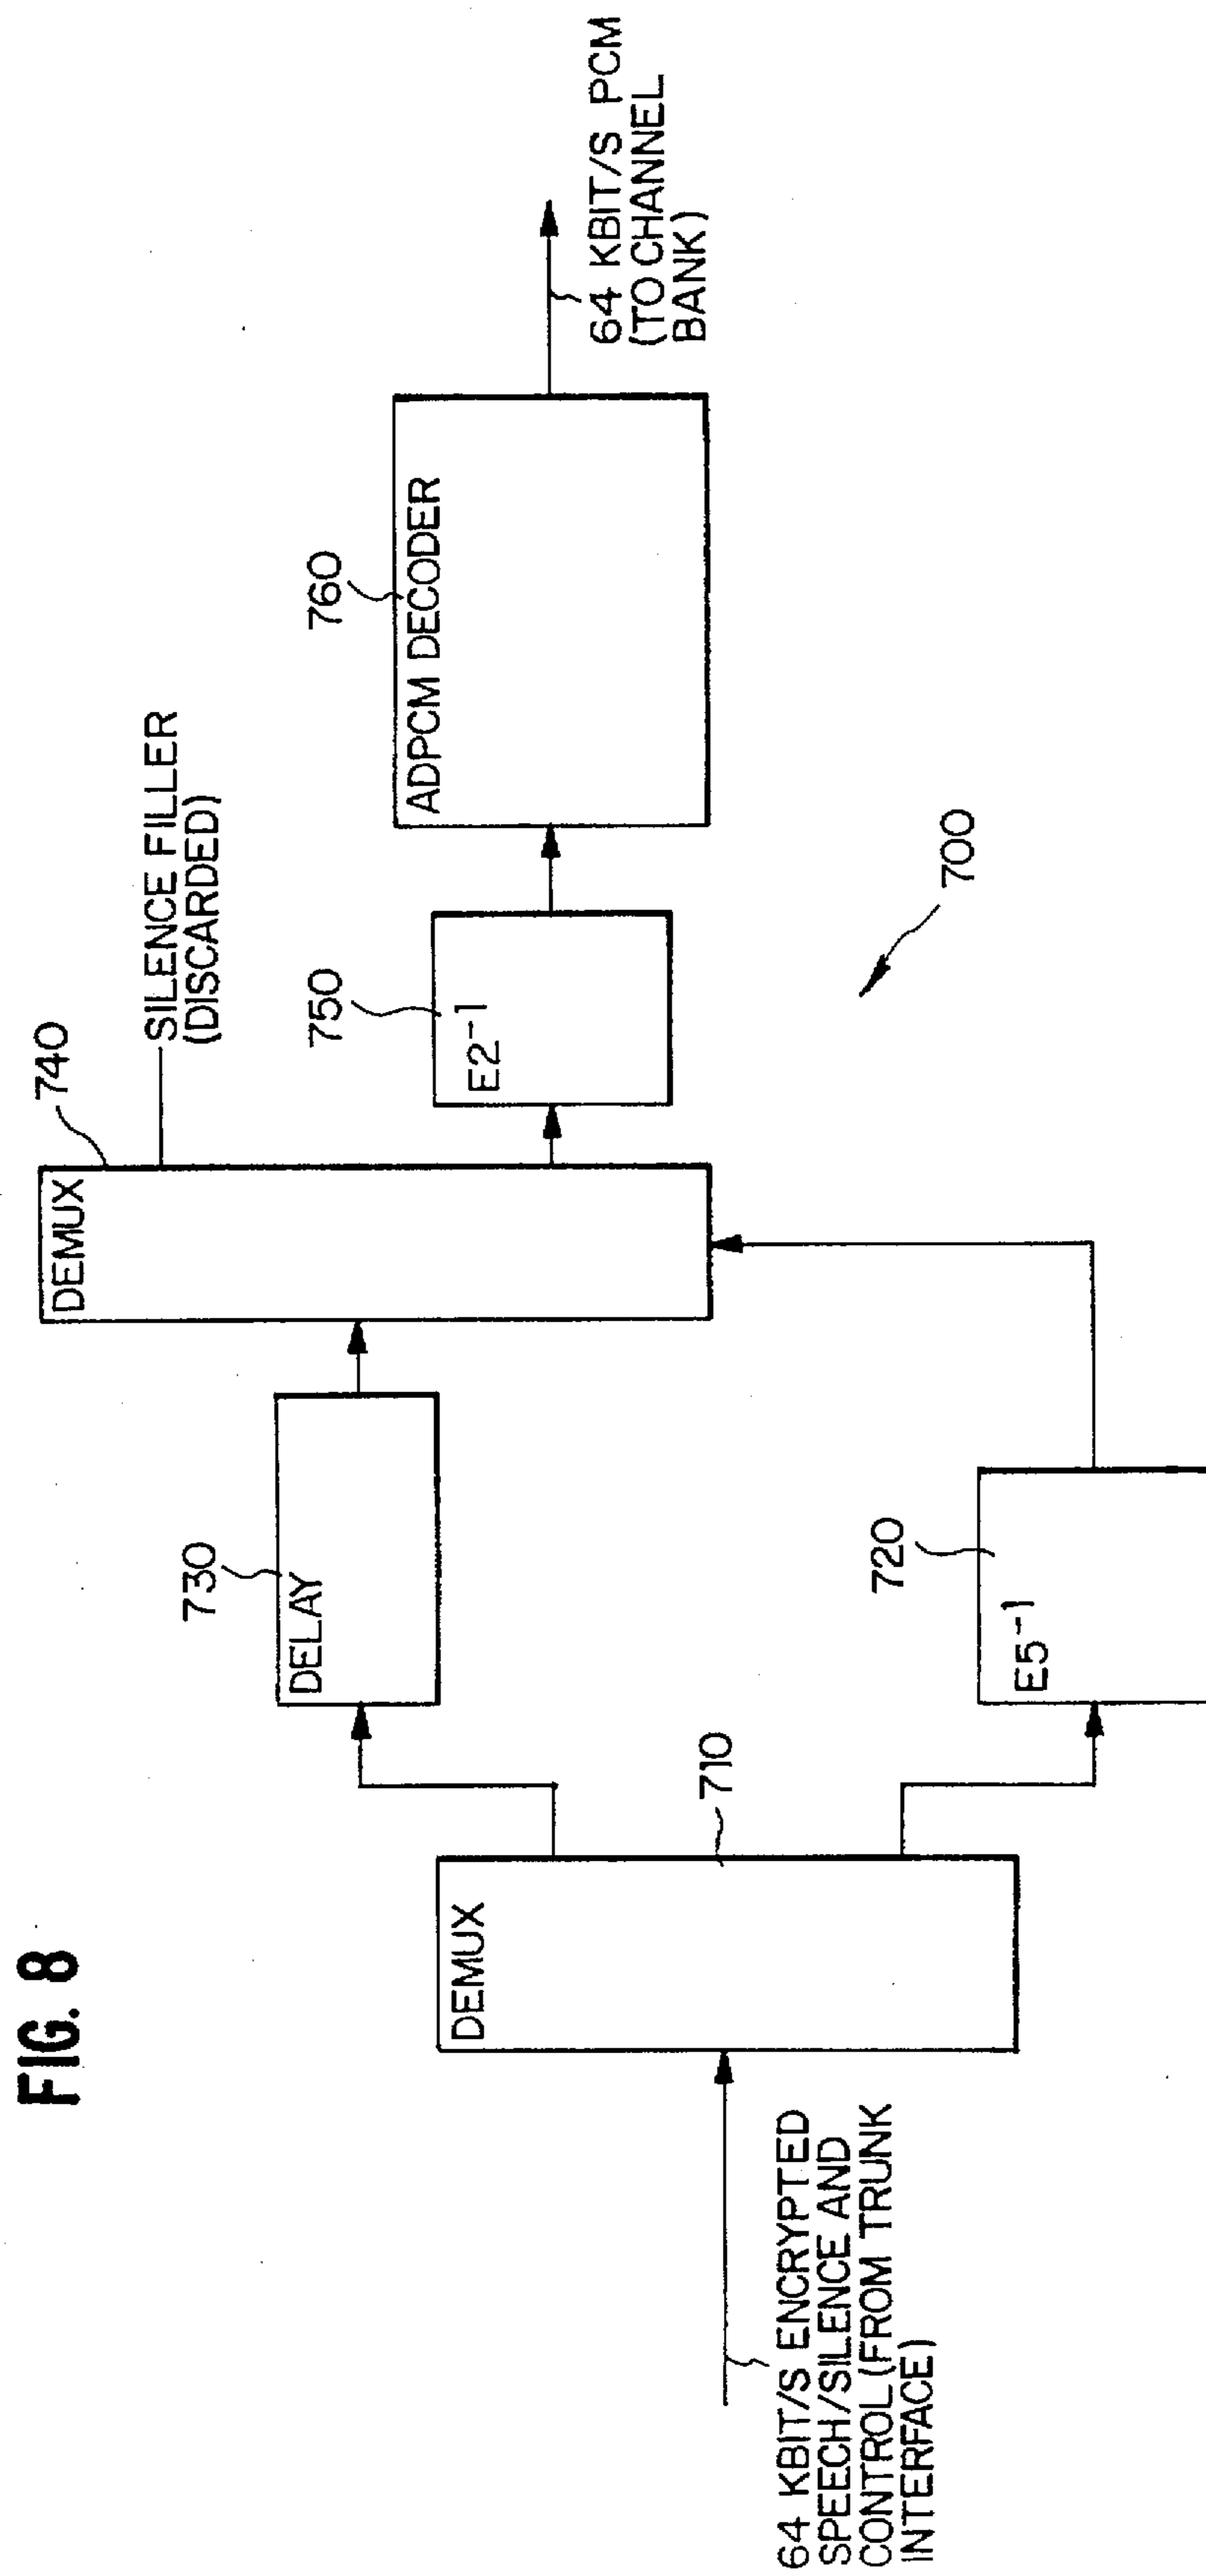 FIG. 8
64 KBIT/S ENCRYPTED
SPEECH/SILENCE AND
CONTROL (FROM TRUNK
INTERFACE)
DEMUX
710
730
DELAY
720
E5⁻¹
DEMUX
740
SILENCE FILLER
(DISCARDED)
750
E2⁻¹
760
ADPCM DECODER
700
64 KBIT/S PCM
(TO CHANNEL
BANK)